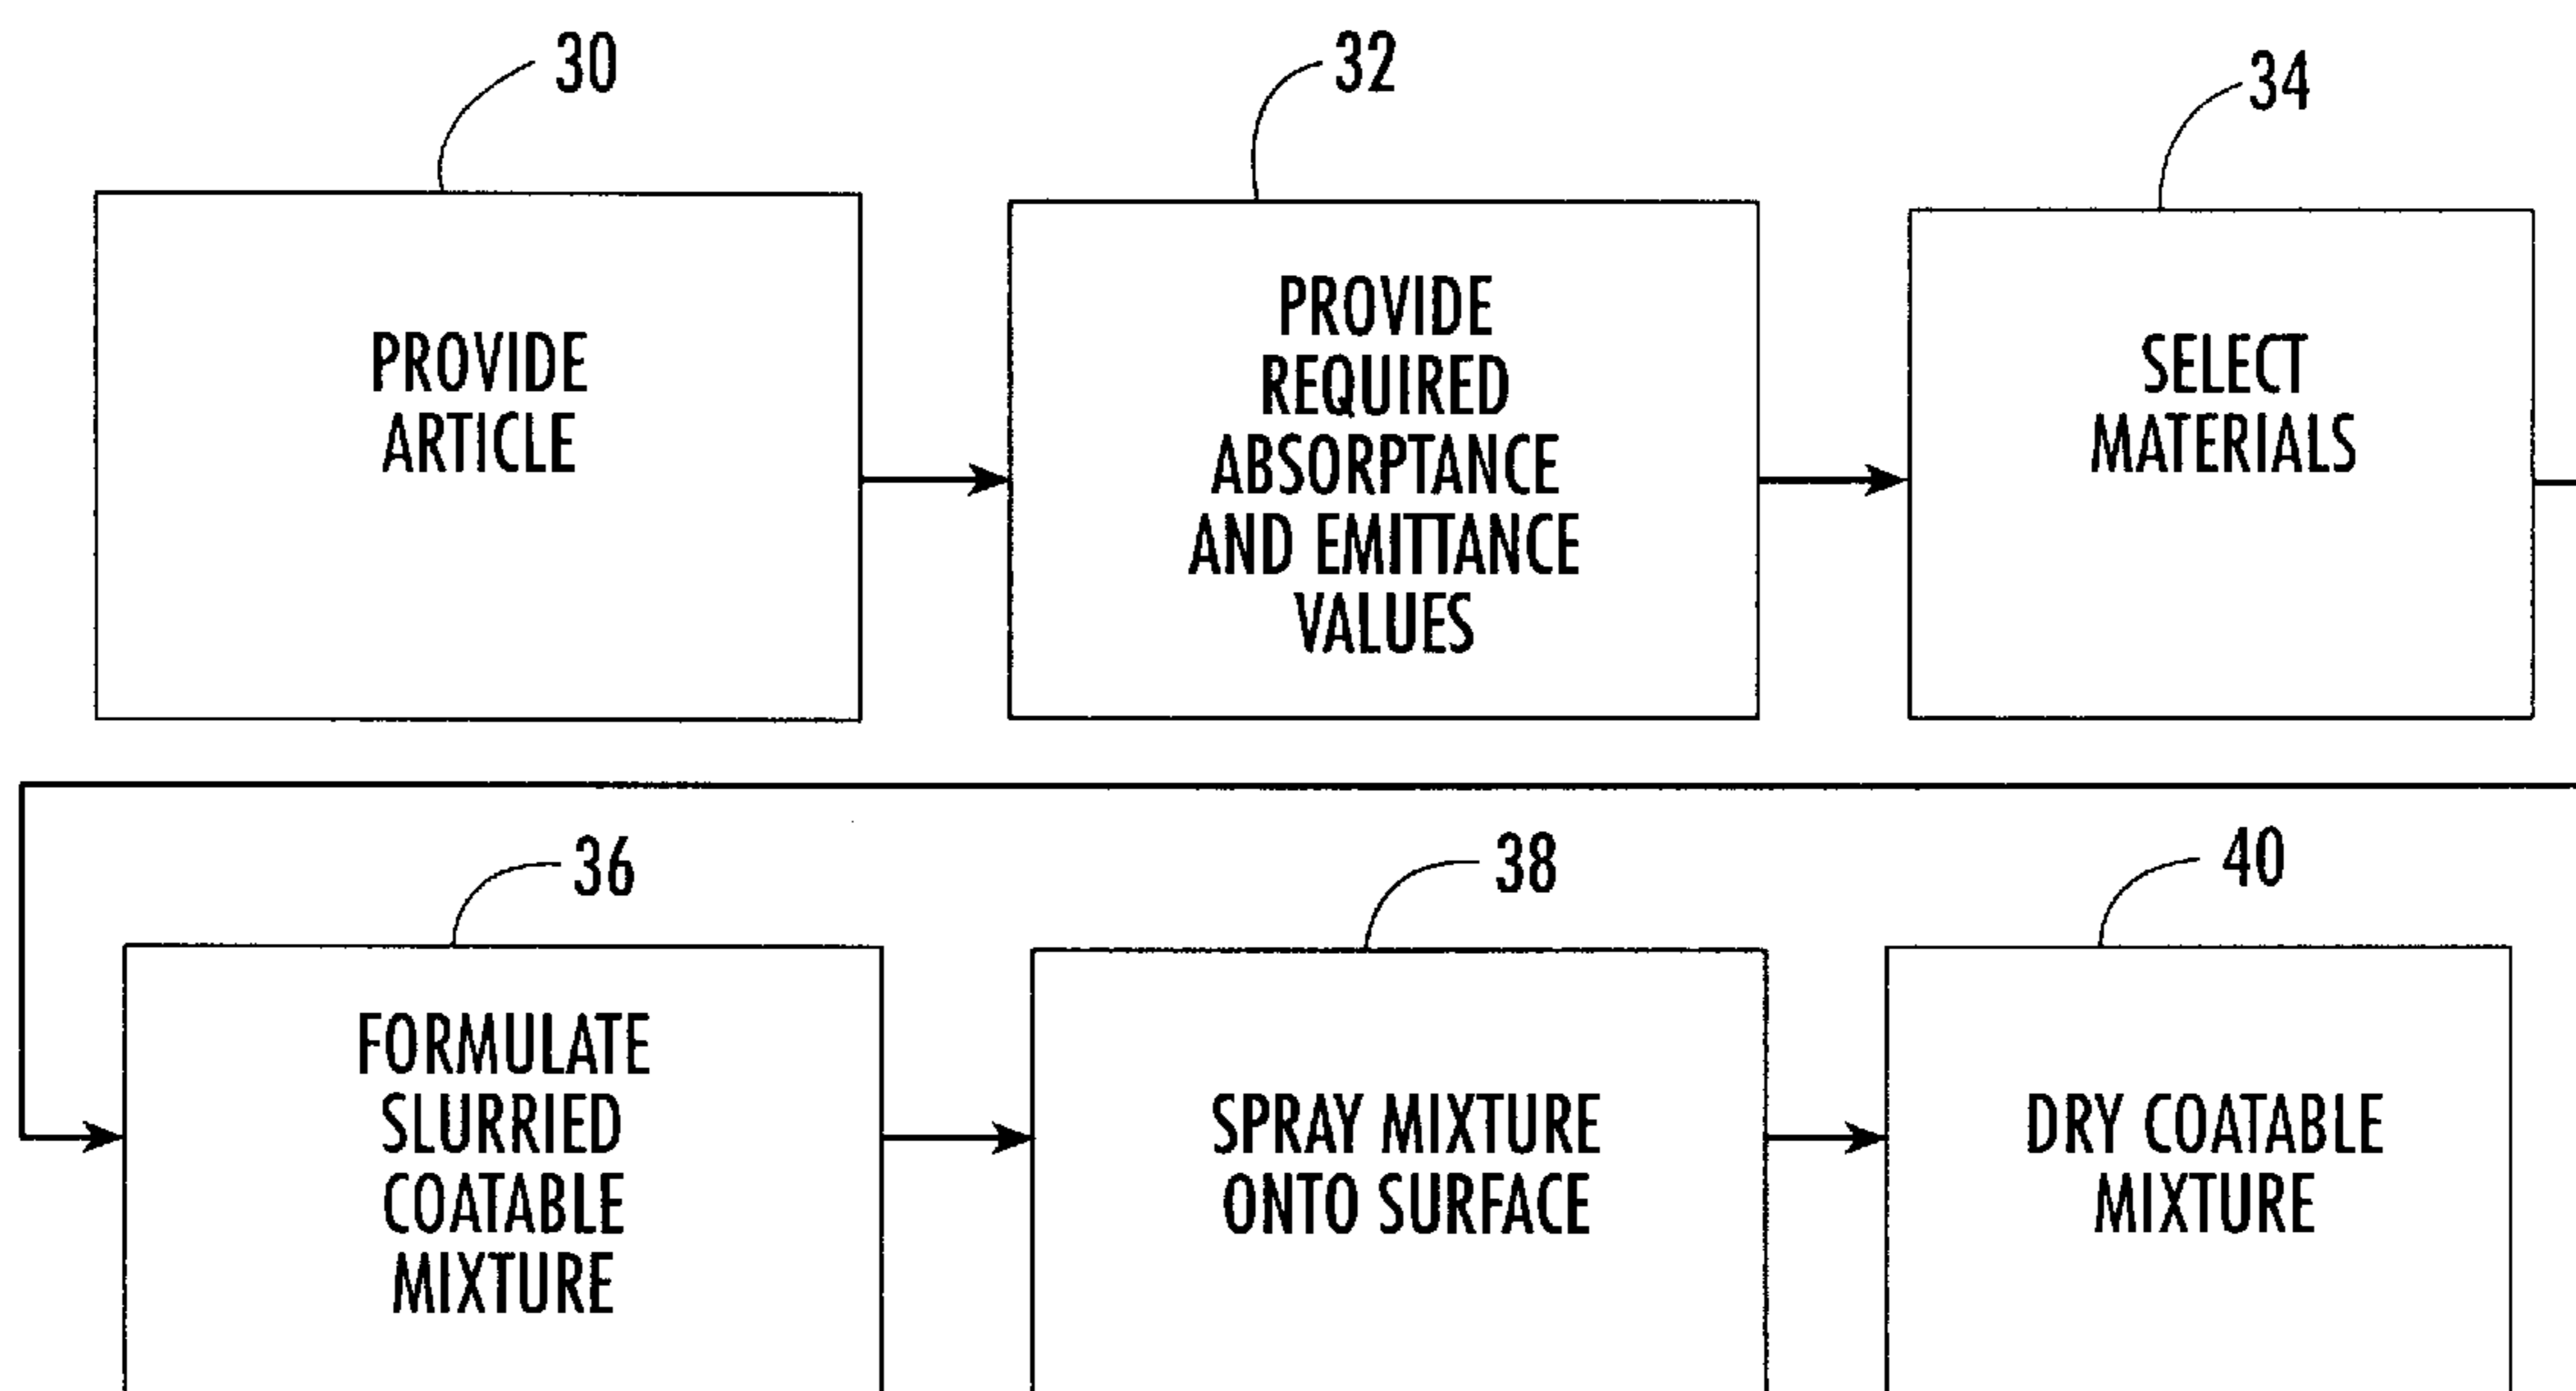 30
PROVIDE
ARTICLE
32
PROVIDE
REQUIRED
ABSORPTANCE
AND EMITTANCE
VALUES
34
SELECT
MATERIALS
36
FORMULATE
SLURRIED
COATABLE
MIXTURE
38
SPRAY MIXTURE
ONTO SURFACE
40
DRY COATABLE
MIXTURE